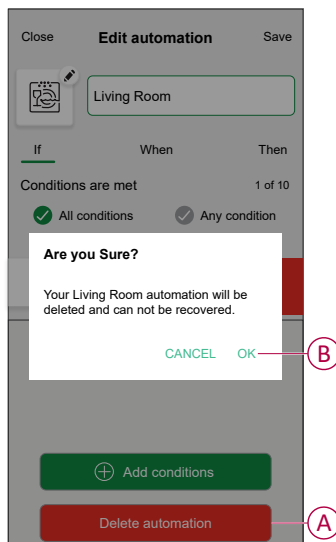 Close Edit automation Save
Living Room
If When Then
Conditions are met 1 of 10
All conditions Any condition
Are you Sure?
Your Living Room automation will be
deleted and can not be recovered.
CANCEL OK
B
Add conditions
Delete automation
A